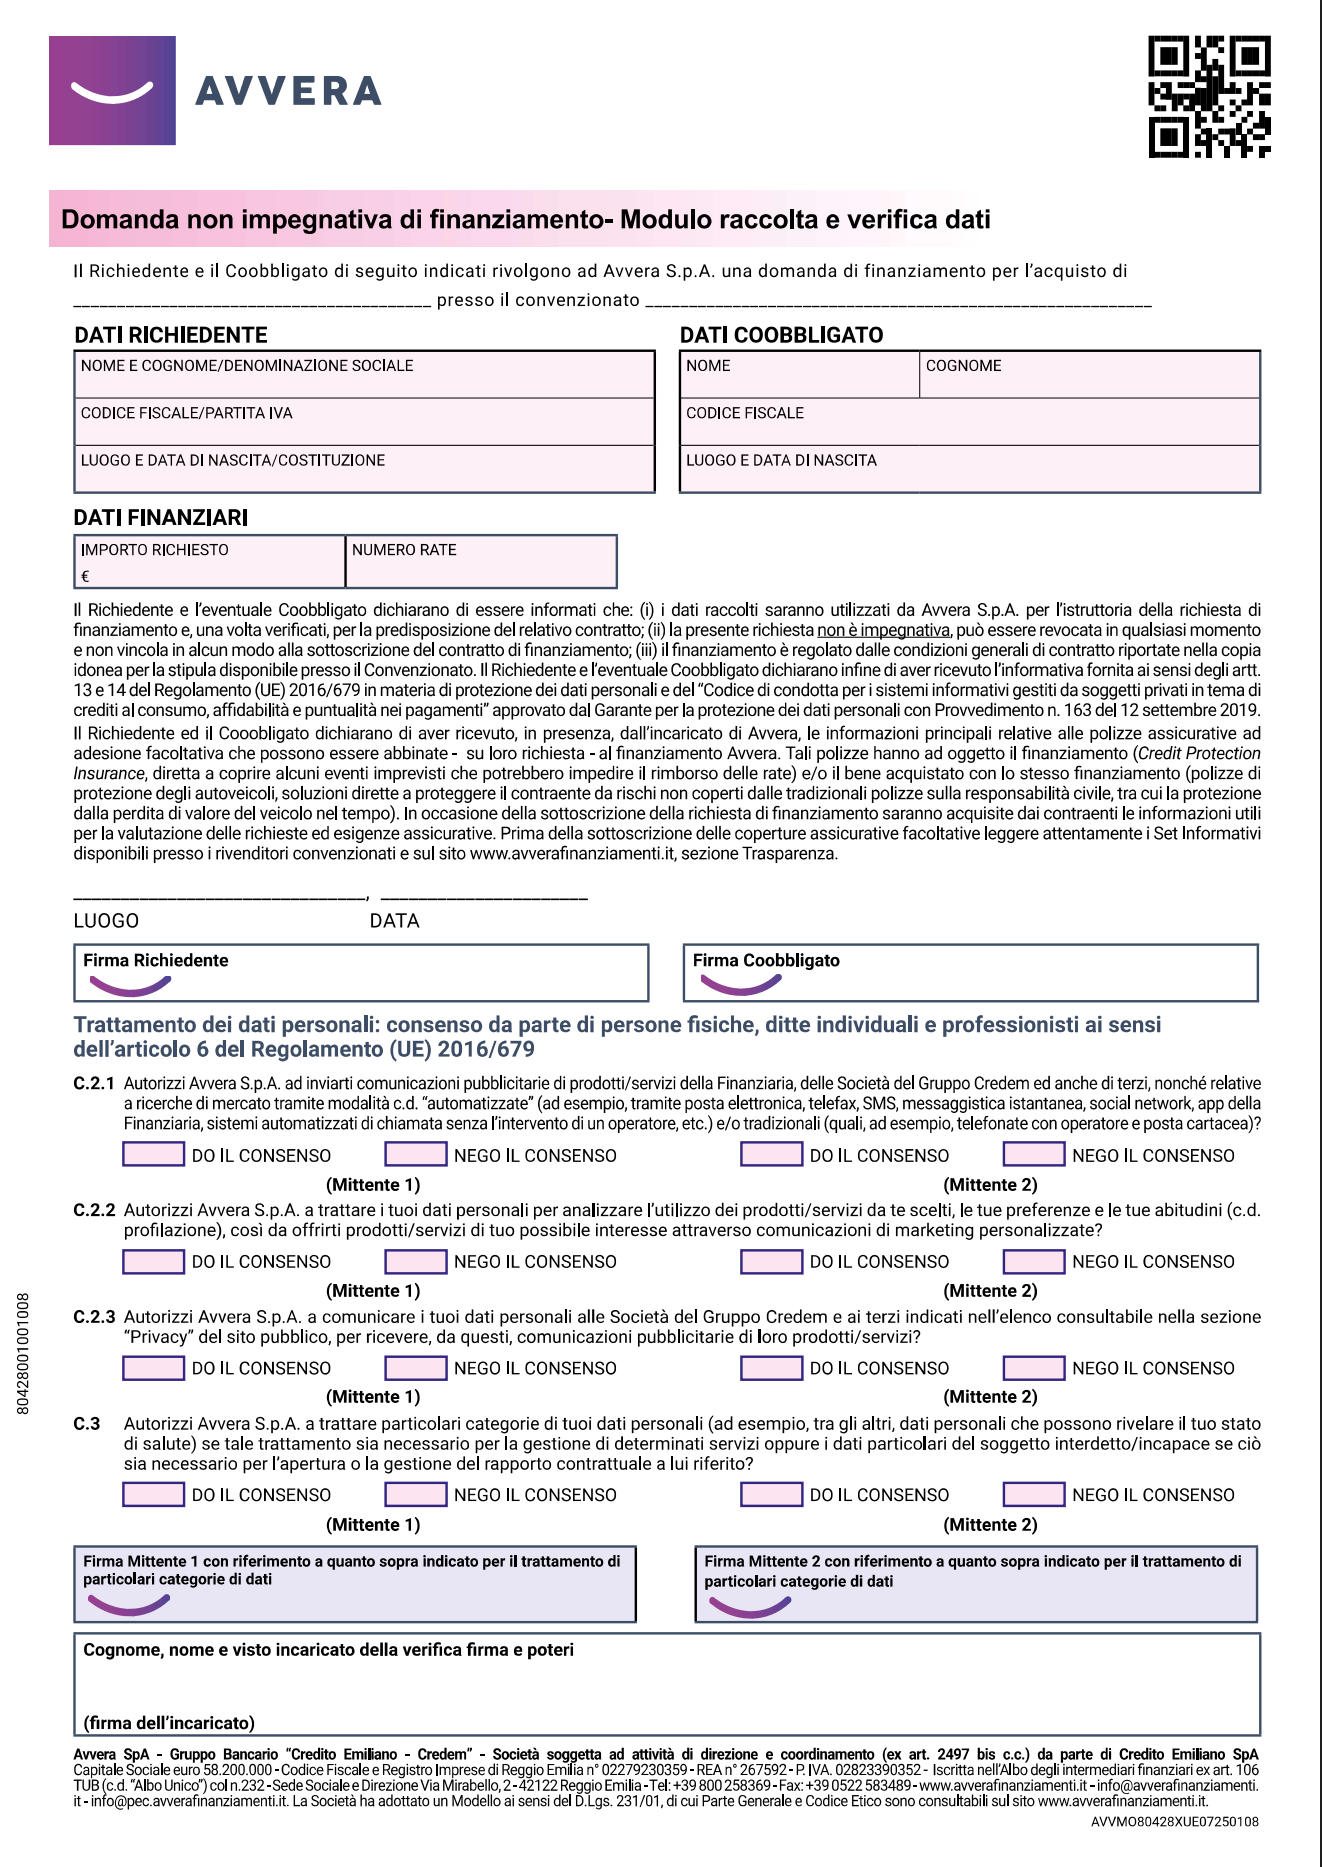 AVVERA
Domanda non impegnativa di finanziamento- Modulo raccolta e verifica dati
Il Richiedente e il Coobbligato di seguito indicati rivolgono ad Avvera S.p.A. una domanda di finanziamento per l'acquisto di
________________________________________ presso il convenzionato ________________________________________
DATI RICHIEDENTE
NOME E COGNOME/DENOMINAZIONE SOCIALE
CODICE FISCALE/PARTITA IVA
LUOGO E DATA DI NASCITA/COSTITUZIONE
DATI COOBBLIGATO
NOME
COGNOME
CODICE FISCALE
LUOGO E DATA DI NASCITA
DATI FINANZIARI
IMPORTO RICHIESTO
€
NUMERO RATE
Il Richiedente e l'eventuale Coobbligato dichiarano di essere informati che: (i) i dati raccolti saranno utilizzati da Avvera S.p.A. per l'istruttoria della richiesta di
finanziamento e, una volta verificati, per la predisposizione del relativo contratto; (ii) la presente richiesta non è impegnativa, può essere revocata in qualsiasi momento
e non vincola in alcun modo alla sottoscrizione del contratto di finanziamento; (iii) il finanziamento è regolato dalle condizioni generali di contratto riportate nella copia
idonea per la stipula disponibile presso il Convenzionato. Il Richiedente e l'eventuale Coobbligato dichiarano infine di aver ricevuto l'informativa fornita ai sensi degli artt.
13 e 14 del Regolamento (UE) 2016/679 in materia di protezione dei dati personali e del “Codice di condotta per i sistemi informativi gestiti da soggetti privati in tema di
crediti al consumo, affidabilità e puntualità nei pagamenti” approvato dal Garante per la protezione dei dati personali con Provvedimento n. 163 del 12 settembre 2019.
Il Richiedente ed il Cooobbligato dichiarano di aver ricevuto, in presenza, dall'incaricato di Avvera, le informazioni principali relative alle polizze assicurative ad
adesione facoltativa che possono essere abbinate - su loro richiesta - al finanziamento Avvera. Tali polizze hanno ad oggetto il finanziamento (Credit Protection
Insurance, diretta a coprire alcuni eventi imprevisti che potrebbero impedire il rimborso delle rate) e/o il bene acquistato con lo stesso finanziamento (polizze di
protezione degli autoveicoli, soluzioni dirette a proteggere il contraente da rischi non coperti dalle tradizionali polizze sulla responsabilità civile, tra cui la protezione
dalla perdita di valore del veicolo nel tempo). In occasione della sottoscrizione della richiesta di finanziamento saranno acquisite dai contraenti le informazioni utili
per la valutazione delle richieste ed esigenze assicurative. Prima della sottoscrizione delle coperture assicurative facoltative leggere attentamente i Set Informativi
disponibili presso i rivenditori convenzionati e sul sito www.avverafinanziamenti.it, sezione Trasparenza.
______________________________, ______________________
LUOGO DATA
Firma Richiedente
Firma Coobbligato
Trattamento dei dati personali: consenso da parte di persone fisiche, ditte individuali e professionisti ai sensi
dell'articolo 6 del Regolamento (UE) 2016/679
C.2.1 Autorizzi Avvera S.p.A. ad inviarti comunicazioni pubblicitarie di prodotti/servizi della Finanziaria, delle Società del Gruppo Credem ed anche di terzi, nonché relative
a ricerche di mercato tramite modalità c.d. “automatizzate” (ad esempio, tramite posta elettronica, telefax, SMS, messaggistica istantanea, social network, app della
Finanziaria, sistemi automatizzati di chiamata senza l'intervento di un operatore, etc.) e/o tradizionali (quali, ad esempio, telefonate con operatore e posta cartacea)?
DO IL CONSENSO NEGO IL CONSENSO DO IL CONSENSO NEGO IL CONSENSO
(Mittente 1) (Mittente 2)
C.2.2 Autorizzi Avvera S.p.A. a trattare i tuoi dati personali per analizzare l'utilizzo dei prodotti/servizi da te scelti, le tue preferenze e le tue abitudini (c.d.
profilazione), così da offrirti prodotti/servizi di tuo possibile interesse attraverso comunicazioni di marketing personalizzate?
DO IL CONSENSO NEGO IL CONSENSO DO IL CONSENSO NEGO IL CONSENSO
(Mittente 1) (Mittente 2)
C.2.3 Autorizzi Avvera S.p.A. a comunicare i tuoi dati personali alle Società del Gruppo Credem e ai terzi indicati nell'elenco consultabile nella sezione
“Privacy” del sito pubblico, per ricevere, da questi, comunicazioni pubblicitarie di loro prodotti/servizi?
DO IL CONSENSO NEGO IL CONSENSO DO IL CONSENSO NEGO IL CONSENSO
(Mittente 1) (Mittente 2)
C.3 Autorizzi Avvera S.p.A. a trattare particolari categorie di tuoi dati personali (ad esempio, tra gli altri, dati personali che possono rivelare il tuo stato
di salute) se tale trattamento sia necessario per la gestione di determinati servizi oppure i dati particolari del soggetto interdetto/incapace se ciò
sia necessario per l'apertura o la gestione del rapporto contrattuale a lui riferito?
DO IL CONSENSO NEGO IL CONSENSO DO IL CONSENSO NEGO IL CONSENSO
(Mittente 1) (Mittente 2)
Firma Mittente 1 con riferimento a quanto sopra indicato per il trattamento di
particolari categorie di dati
Firma Mittente 2 con riferimento a quanto sopra indicato per il trattamento di
particolari categorie di dati
Cognome, nome e visto incaricato della verifica firma e poteri
(firma dell'incaricato)
Avvera SpA - Gruppo Bancario “Credito Emiliano - Credem” - Società soggetta ad attività di direzione e coordinamento (ex art. 2497 bis c.c.) da parte di Credito Emiliano SpA
Capitale Sociale euro 58.200.000 - Codice Fiscale e Registro Imprese di Reggio Emilia n° 02279230359 - REA n° 267592 - P. IVA. 02823390352 - Iscritta nell'Albo degli intermediari finanziari ex art. 106
TUB (c.d. “Albo Unico”) col n.232 - Sede Sociale e Direzione Via Mirabello, 2 - 42122 Reggio Emilia - Tel: +39 800 258369 - Fax: +39 0522 583489 - www.avverafinanziamenti.it - info@avverafinanziamenti.
it - info@pec.avverafinanziamenti.it. La Società ha adottato un Modello ai sensi del D.Lgs. 231/01, di cui Parte Generale e Codice Etico sono consultabili sul sito www.avverafinanziamenti.it.
AVVMO80428XUE07250108
804280010010​08